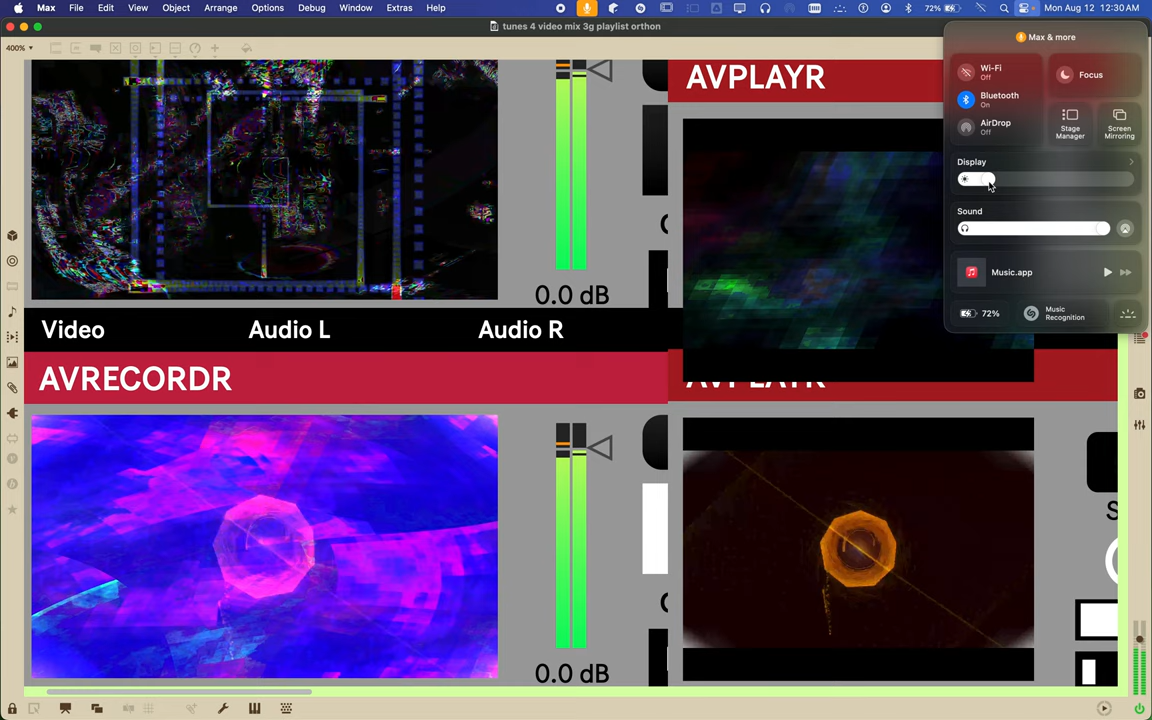 Max File Edit View Object Arrange Options Debug Window Extras Help
72% Mon Aug 12 12:30 AM
tunes 4 video mix 3g playlist orthon
400%
Max & more
Wi-Fi
Off
Focus
Bluetooth
On
AirDrop
Off
Stage
Manager
Screen
Mirroring
Display
Sound
Music.app
72%
Music
Recognition
AVPLAYR
0.0 dB
Video Audio L Audio R
AVRECORDR
AVPLAYR
0.0 dB